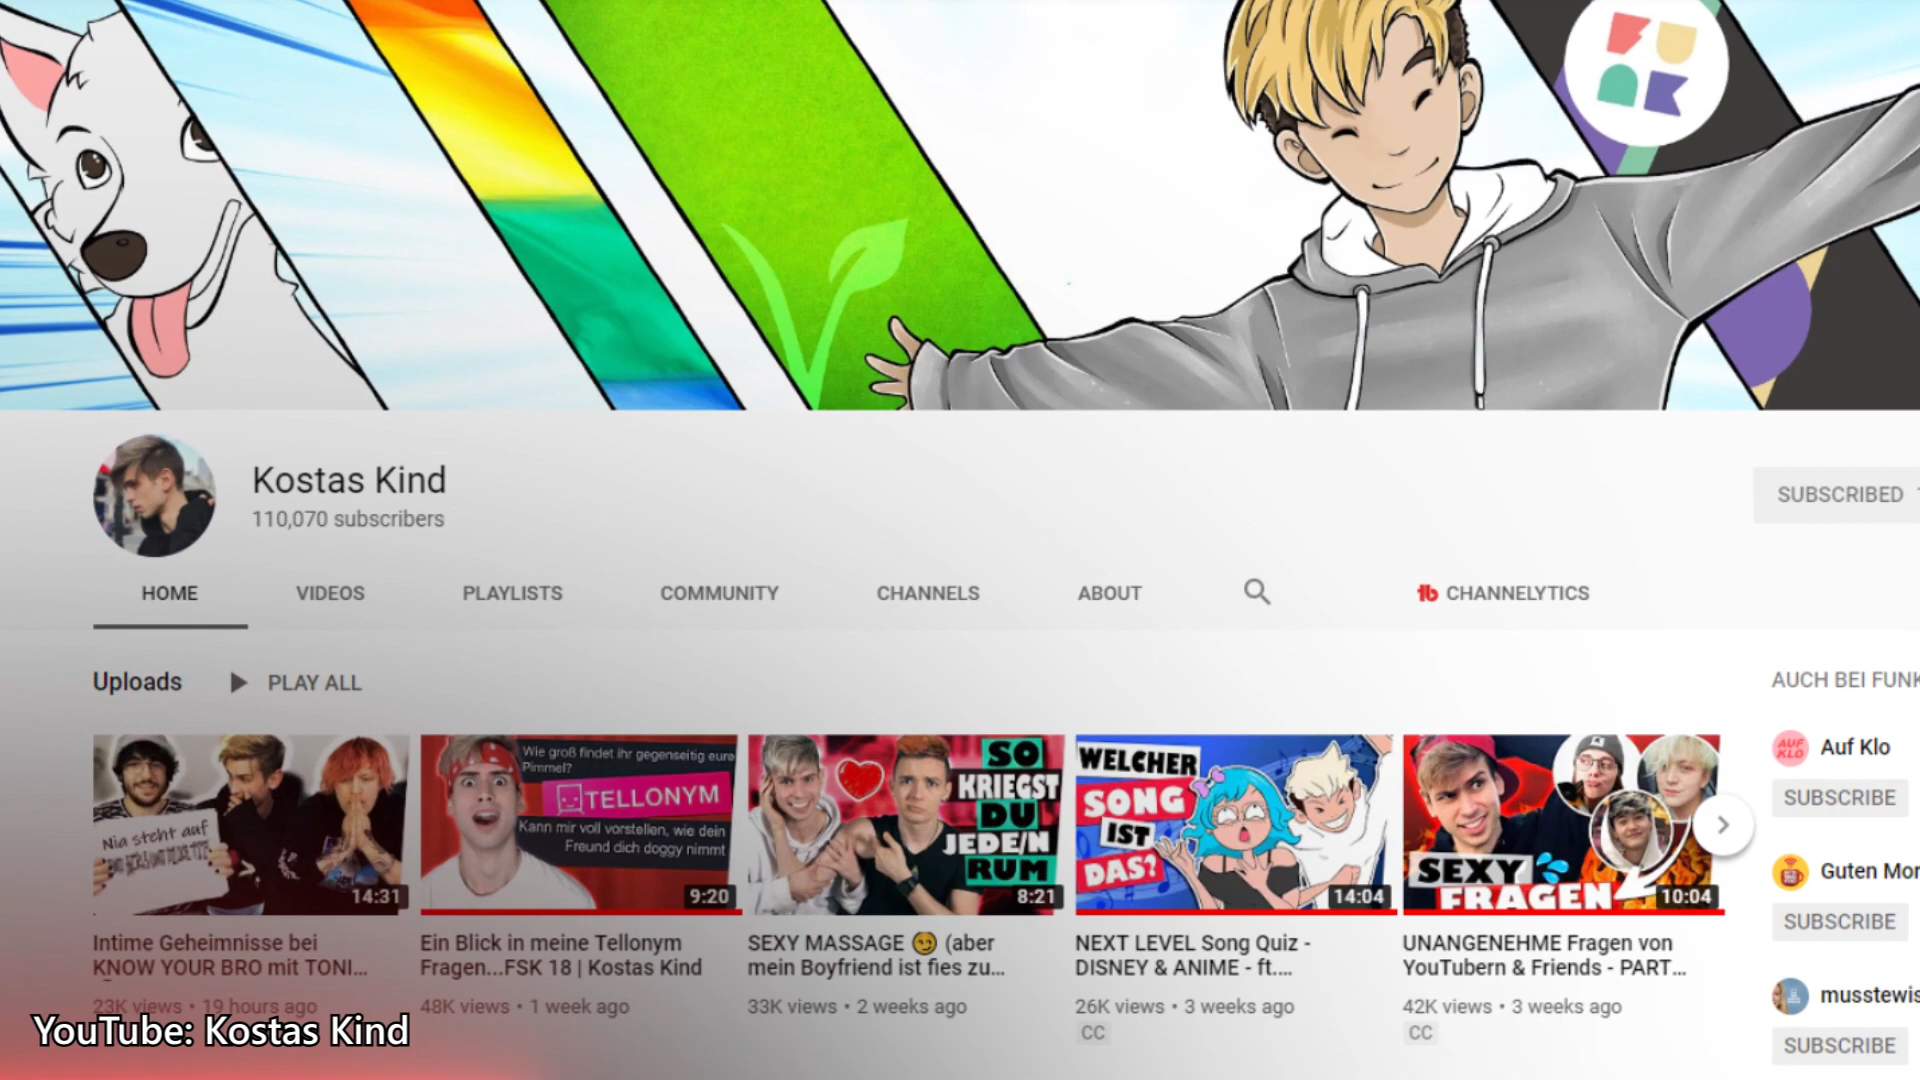 Kostas Kind
110,070 subscribers
SUBSCRIBED
HOME
VIDEOS
PLAYLISTS
COMMUNITY
CHANNELS
ABOUT
CHANNELYTICS
Uploads
PLAY ALL
AUCH BEI FUNK
Nia steht auf
14:31
Wie groß findet ihr gegenseitig eure
Pimmel?
TELLONYM
Kann mir voll vorstellen, wie dein
Freund dich doggy nimmt
9:20
SO
KRIEGST
DU
JEDE/N
RUM
8:21
WELCHER
SONG
IST
DAS?
14:04
SEXY
FRAGEN
10:04
Intime Geheimnisse bei
KNOW YOUR BRO mit TONI...
23K views • 19 hours ago
Ein Blick in meine Tellonym
Fragen...FSK 18 | Kostas Kind
48K views • 1 week ago
SEXY MASSAGE 😏 (aber
mein Boyfriend ist fies zu...
33K views • 2 weeks ago
NEXT LEVEL Song Quiz -
DISNEY & ANIME - ft....
26K views • 3 weeks ago
CC
UNANGENEHME Fragen von
YouTubern & Friends - PART...
42K views • 3 weeks ago
CC
AUF
KLO
Auf Klo
SUBSCRIBE
Guten Mor
SUBSCRIBE
musstewis
SUBSCRIBE
YouTube: Kostas Kind